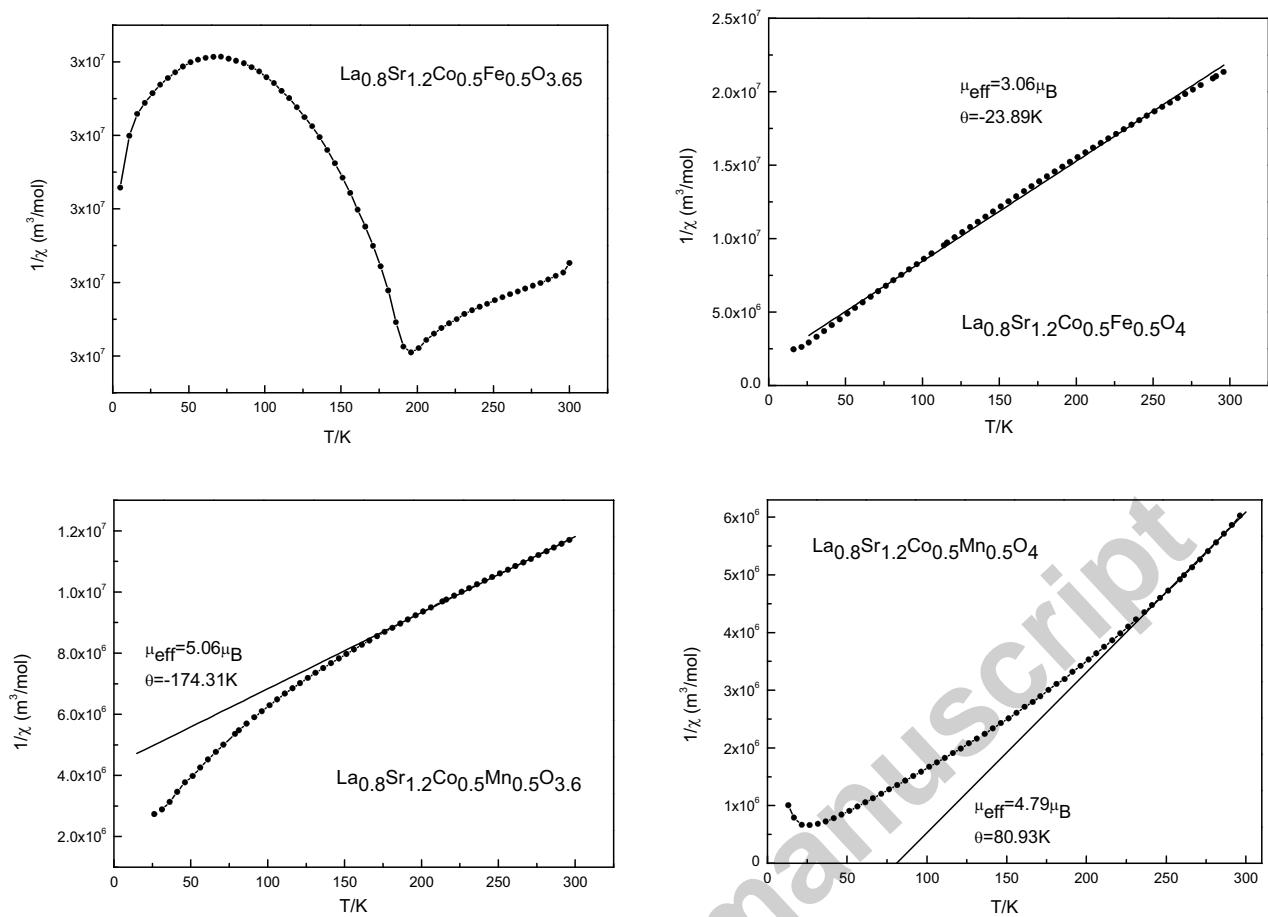 La0.8Sr1.2Co0.5Fe0.5O3.65
3x10^7
3x10^7
3x10^7
3x10^7
3x10^7
1/χ (m^3/mol)
0 50 100 150 200 250 300
T/K
2.5x10^7
2.0x10^7
1.5x10^7
1.0x10^7
5.0x10^6
0.0
1/χ (m^3/mol)
μeff=3.06μB
θ=-23.89K
La0.8Sr1.2Co0.5Fe0.5O4
0 50 100 150 200 250 300
T/K
1.2x10^7
1.0x10^7
8.0x10^6
6.0x10^6
4.0x10^6
2.0x10^6
1/χ (m^3/mol)
μeff=5.06μB
θ=-174.31K
La0.8Sr1.2Co0.5Mn0.5O3.6
0 50 100 150 200 250 300
T/K
6x10^6
5x10^6
4x10^6
3x10^6
2x10^6
1x10^6
0
1/χ (m^3/mol)
La0.8Sr1.2Co0.5Mn0.5O4
μeff=4.79μB
θ=80.93K
0 50 100 150 200 250 300
T/K
manuscript